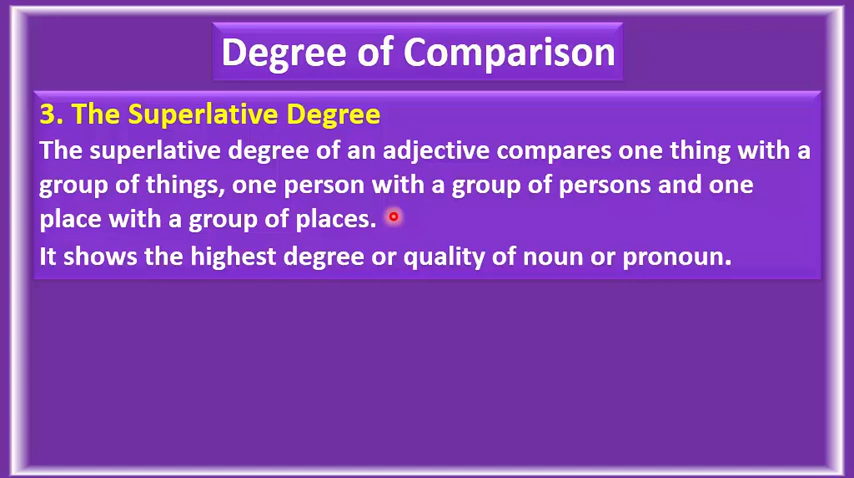 Degree of Comparison
3. The Superlative Degree
The superlative degree of an adjective compares one thing with a
group of things, one person with a group of persons and one
place with a group of places.
It shows the highest degree or quality of noun or pronoun.